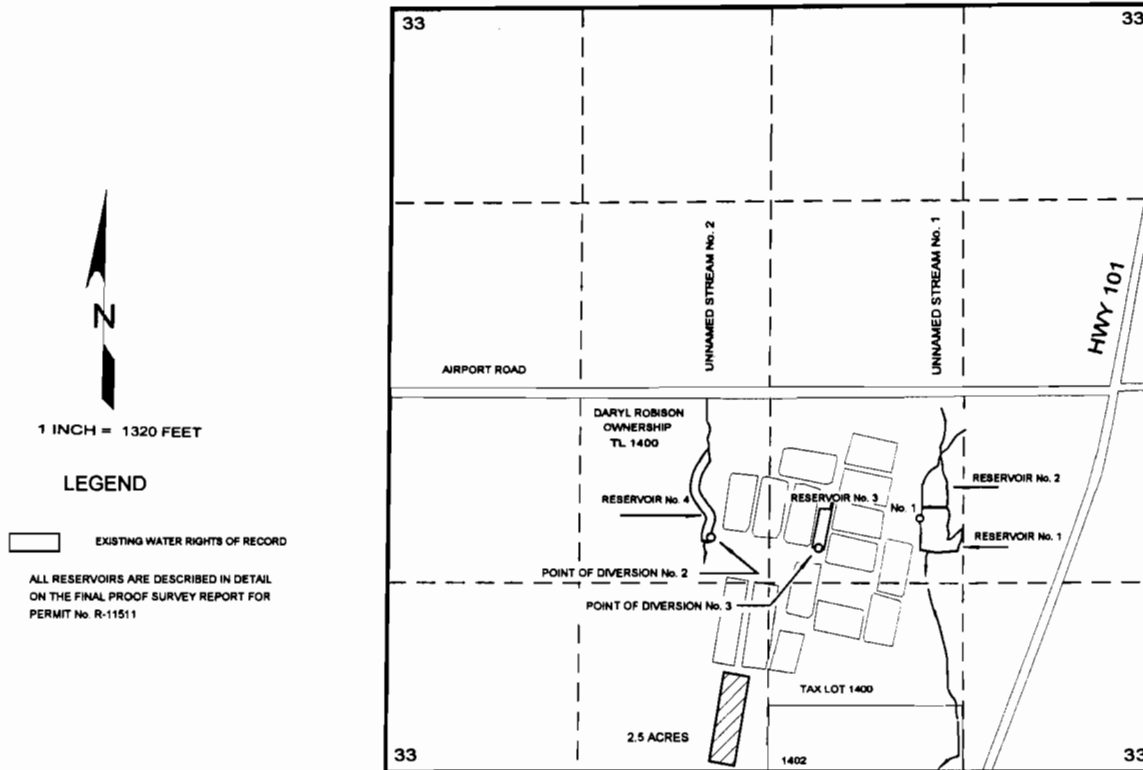 33
33
UNNAMED STREAM No. 2
UNNAMED STREAM No. 1
HWY 101
N
AIRPORT ROAD
1 INCH = 1320 FEET
DARYL ROBISON
OWNERSHIP
TL 1400
LEGEND
RESERVOIR No. 4
RESERVOIR No. 3
No. 1
RESERVOIR No. 2
RESERVOIR No. 1
EXISTING WATER RIGHTS OF RECORD
ALL RESERVOIRS ARE DESCRIBED IN DETAIL
ON THE FINAL PROOF SURVEY REPORT FOR
PERMIT No. R-11511
POINT OF DIVERSION No. 2
POINT OF DIVERSION No. 3
TAX LOT 1400
2.5 ACRES
33
1402
33